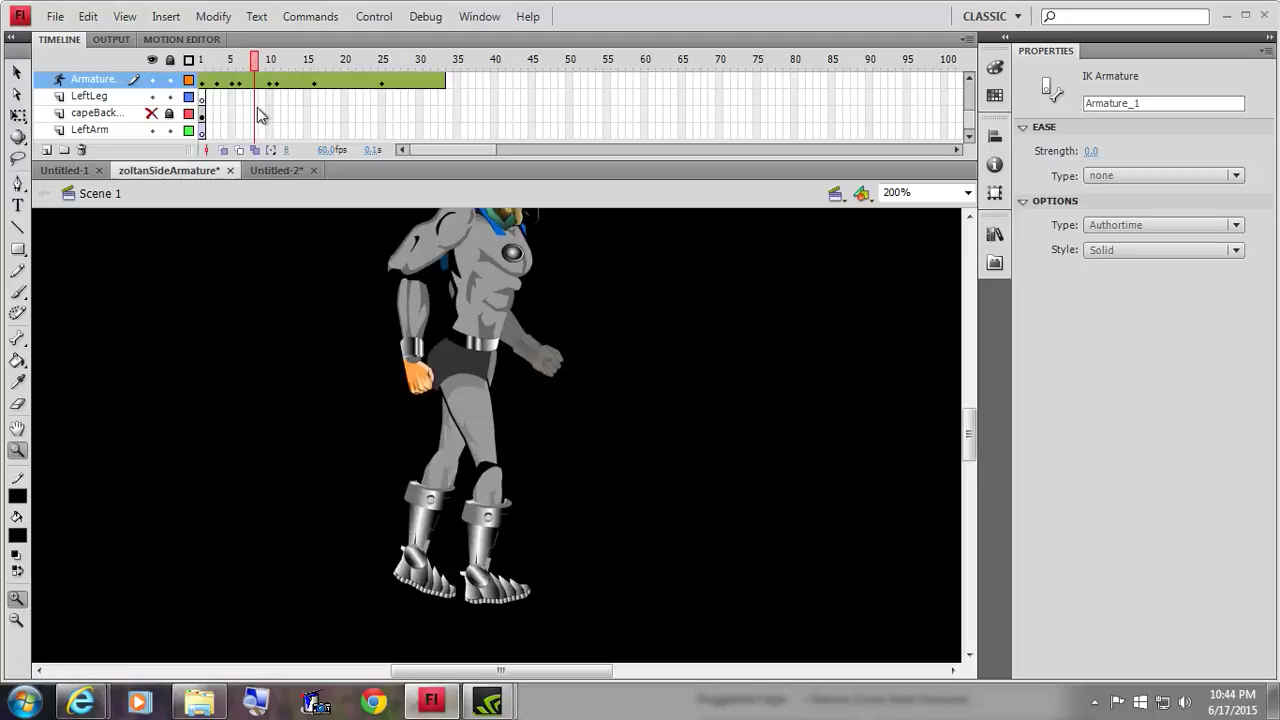 Fl File Edit View Insert Modify Text Commands Control Debug Window Help CLASSIC
TIMELINE OUTPUT MOTION EDITOR
1 5 10 15 20 25 30 35 40 45 50 55 60 65 70 75 80 85 90 95 100
Armature...
LeftLeg
capeBack...
LeftArm
8 60.0fps 0.1s
Untitled-1 × zoltanSideArmature* × Untitled-2* ×
Scene 1 200%
PROPERTIES
IK Armature
Armature_1
EASE
Strength: 0.0
Type: none
OPTIONS
Type: Authortime
Style: Solid
T
Fl
10:44 PM
6/17/2015